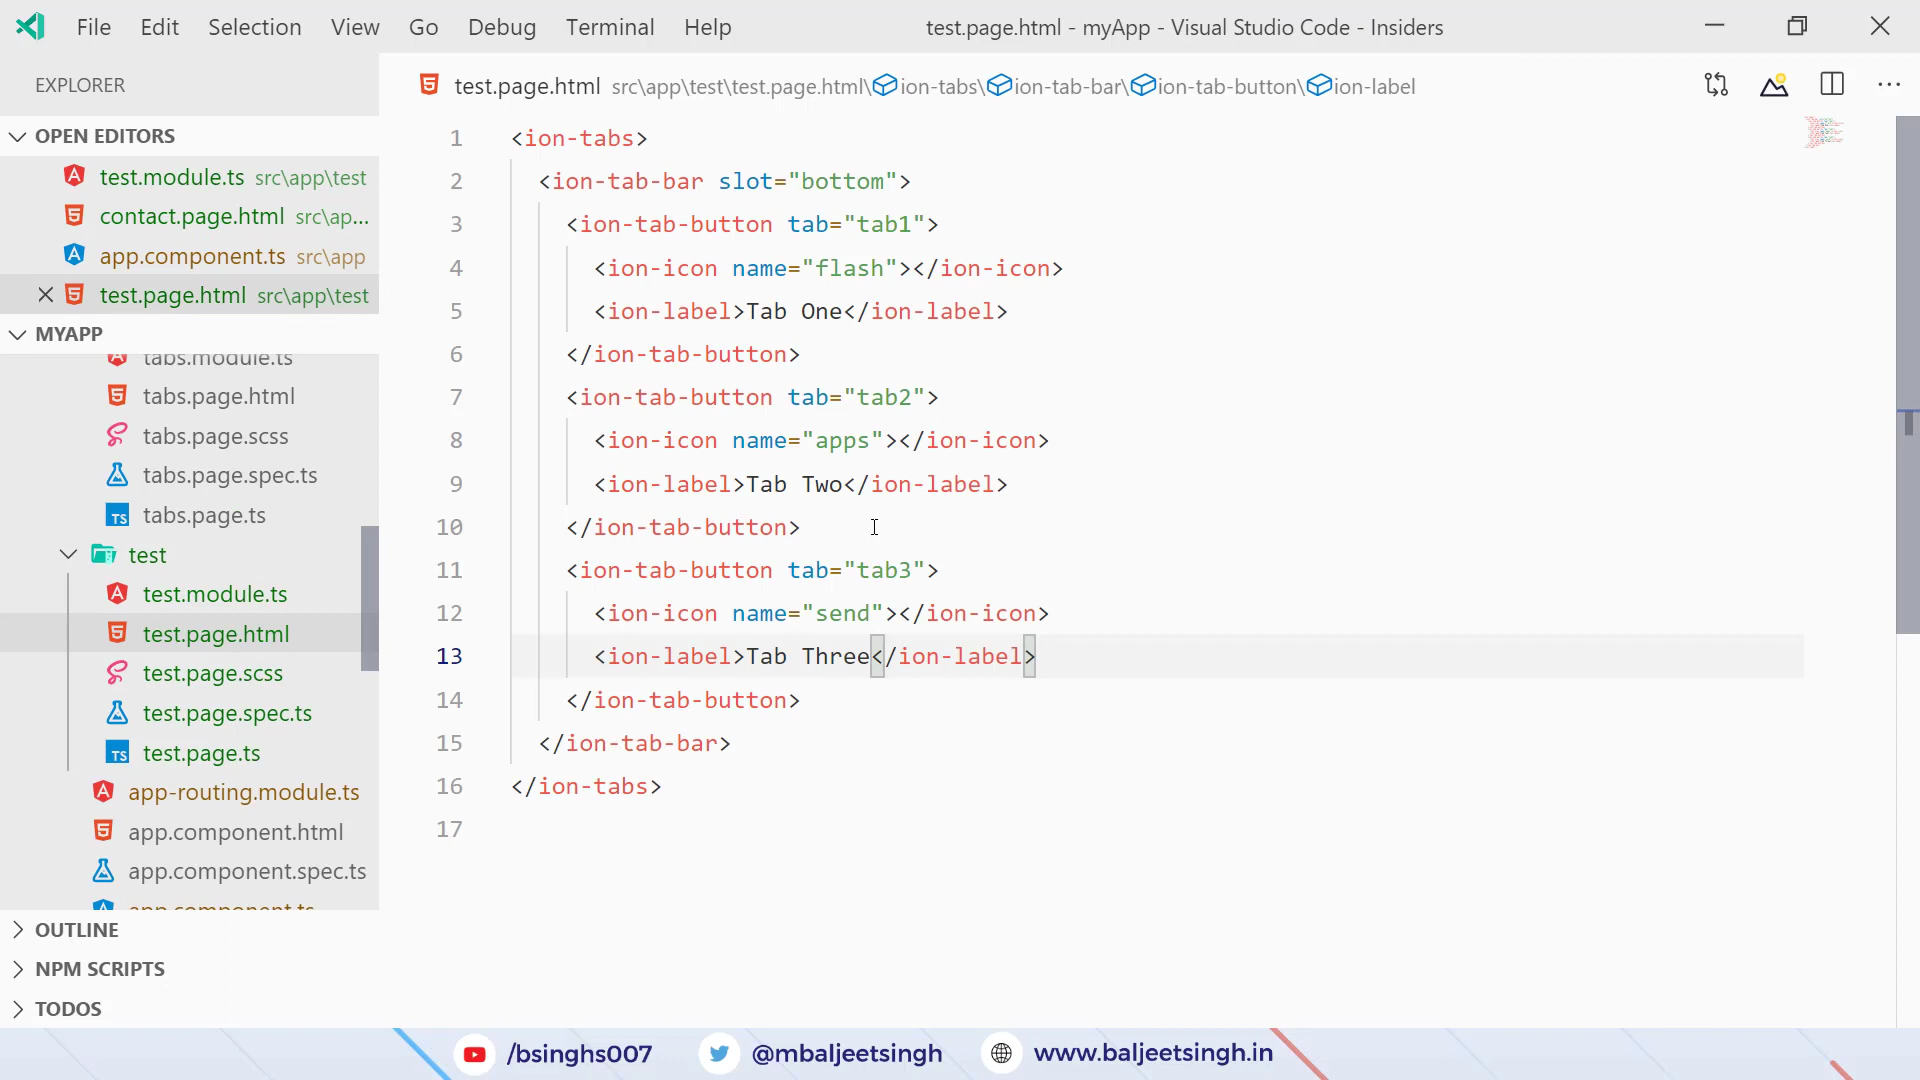 File Edit Selection View Go Debug Terminal Help test.page.html - myApp - Visual Studio Code - Insiders
EXPLORER
test.page.html src\app\test\test.page.html\ion-tabs\ion-tab-bar\ion-tab-button\ion-label
OPEN EDITORS
test.module.ts src\app\test
contact.page.html src\ap...
app.component.ts src\app
test.page.html src\app\test
MYAPP
tabs.module.ts
tabs.page.html
tabs.page.scss
tabs.page.spec.ts
TS tabs.page.ts
test
test.module.ts
test.page.html
test.page.scss
test.page.spec.ts
TS test.page.ts
app-routing.module.ts
app.component.html
app.component.spec.ts
app.component.ts
OUTLINE
NPM SCRIPTS
TODOS
1 <ion-tabs>
2 <ion-tab-bar slot="bottom">
3 <ion-tab-button tab="tab1">
4 <ion-icon name="flash"></ion-icon>
5 <ion-label>Tab One</ion-label>
6 </ion-tab-button>
7 <ion-tab-button tab="tab2">
8 <ion-icon name="apps"></ion-icon>
9 <ion-label>Tab Two</ion-label>
10 </ion-tab-button>
11 <ion-tab-button tab="tab3">
12 <ion-icon name="send"></ion-icon>
13 <ion-label>Tab Three</ion-label>
14 </ion-tab-button>
15 </ion-tab-bar>
16 </ion-tabs>
17
/bsinghs007 @mbaljeetsingh www.baljeetsingh.in